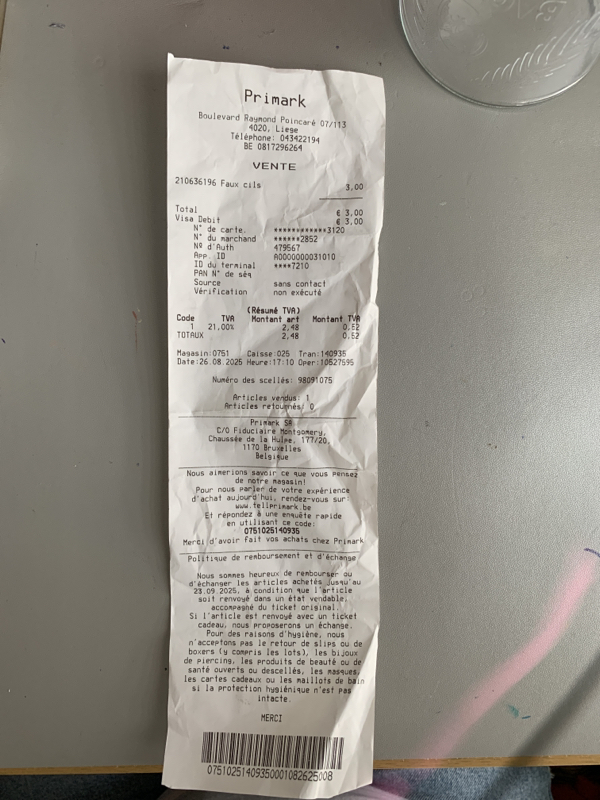 Primark
Boulevard Raymond Poincaré 07/113
4020, Liege
Téléphone: 043422194
BE 0817296264
VENTE
210636196 Faux cils 3,00
Total € 3,00
Visa Debit € 3,00
N° de carte. ************3120
N° du marchand ******2852
Nº d'Auth 479567
App. ID A0000000031010
ID du terminal ****7210
PAN N° de séq
Source sans contact
Vérification non exécuté
(Résumé TVA)
Code TVA Montant art Montant TVA
1 21,00% 2,48 0,52
TOTAUX 2,48 0,52
Magasin:0751 Caisse:025 Tran:140935
Date:26.08.2025 Heure:17:10 Oper:10527595
Numéro des scellés: 98091075
Articles vendus: 1
Articles retournés: 0
Primark SA
C/O Fiduciaire Montgomery,
Chaussée de la Hulpe, 177/20,
1170 Bruxelles
Belgique
Nous aimerions savoir ce que vous pensez
de notre magasin!
Pour nous parler de votre expérience
d'achat aujourd'hui, rendez-vous sur:
www.tellprimark.be
Et répondez à une enquête rapide
en utilisant ce code:
0751025140935
Merci d'avoir fait vos achats chez Primark
Politique de remboursement et d'échange
Nous sommes heureux de rembourser ou
d'échanger les articles achetés jusqu'au
23.09.2025, à condition que l'article
soit renvoyé dans un état vendable,
accompagné du ticket original.
Si l'article est renvoyé avec un ticket
cadeau, nous proposerons un échange.
Pour des raisons d'hygiène, nous
n'acceptons pas le retour de slips ou de
boxers (y compris les lots), les bijoux
de piercing, les produits de beauté ou de
santé ouverts ou descellés, les masques,
les cartes cadeaux ou les maillots de bain
si la protection hygiénique n'est pas
intacte.
MERCI
0751025140935000108262​5008